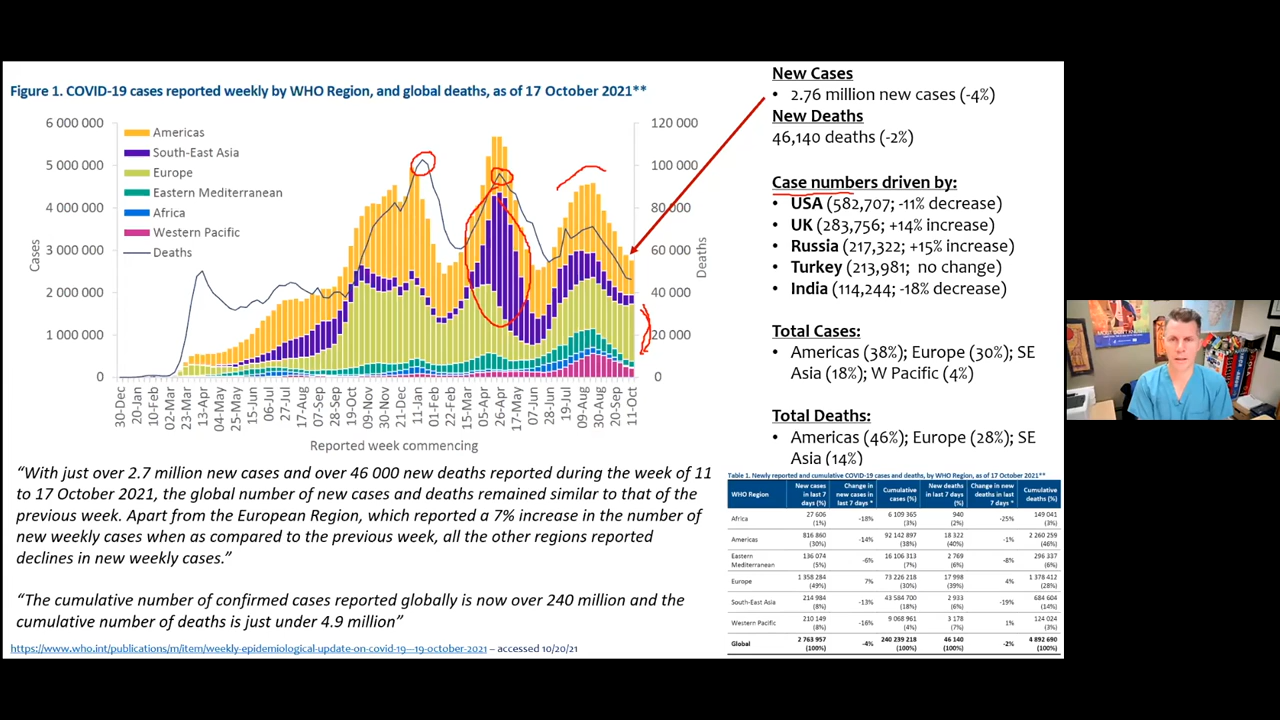 Figure 1. COVID-19 cases reported weekly by WHO Region, and global deaths, as of 17 October 2021**
6 000 000
5 000 000
4 000 000
3 000 000
2 000 000
1 000 000
0
Cases
Americas
South-East Asia
Europe
Eastern Mediterranean
Africa
Western Pacific
Deaths
120 000
100 000
80 000
60 000
40 000
20 000
0
Deaths
30-Dec
20-Jan
10-Feb
02-Mar
23-Mar
13-Apr
04-May
25-May
15-Jun
06-Jul
27-Jul
17-Aug
07-Sep
28-Sep
19-Oct
09-Nov
30-Nov
21-Dec
11-Jan
01-Feb
22-Feb
15-Mar
05-Apr
26-Apr
17-May
07-Jun
28-Jun
19-Jul
09-Aug
30-Aug
20-Sep
11-Oct
Reported week commencing
New Cases
• 2.76 million new cases (-4%)
New Deaths
46,140 deaths (-2%)
Case numbers driven by:
• USA (582,707; -11% decrease)
• UK (283,756; +14% increase)
• Russia (217,322; +15% increase)
• Turkey (213,981; no change)
• India (114,244; -18% decrease)
Total Cases:
• Americas (38%); Europe (30%); SE
Asia (18%); W Pacific (4%)
Total Deaths:
• Americas (46%); Europe (28%); SE
Asia (14%)
“With just over 2.7 million new cases and over 46 000 new deaths reported during the week of 11
to 17 October 2021, the global number of new cases and deaths remained similar to that of the
previous week. Apart from the European Region, which reported a 7% increase in the number of
new weekly cases when as compared to the previous week, all the other regions reported
declines in new weekly cases.”
“The cumulative number of confirmed cases reported globally is now over 240 million and the
cumulative number of deaths is just under 4.9 million”
https://www.who.int/publications/m/item/weekly-epidemiological-update-on-covid-19---19-october-2021 – accessed 10/20/21
Table 1. Newly reported and cumulative COVID-19 cases and deaths, by WHO Region, as of 17 October 2021**
WHO Region New cases in last 7 days (%) Change in new cases in last 7 days * Cumulative cases (%) New deaths in last 7 days (%) Change in new deaths in last 7 days * Cumulative deaths (%)
Africa 27 606 (1%) -18% 6 109 365 (3%) 940 (2%) -25% 149 041 (3%)
Americas 816 860 (30%) -14% 92 142 897 (38%) 18 322 (40%) -1% 2 260 259 (46%)
Eastern Mediterranean 136 074 (5%) -6% 16 106 313 (7%) 2 769 (6%) -8% 296 337 (6%)
Europe 1 358 284 (49%) 7% 73 226 218 (30%) 17 998 (39%) 4% 1 378 412 (28%)
South-East Asia 214 984 (8%) -13% 43 584 700 (18%) 2 933 (6%) -19% 684 604 (14%)
Western Pacific 210 149 (8%) -16% 9 068 961 (4%) 3 178 (7%) 1% 124 024 (3%)
Global 2 763 957 (100%) -4% 240 239 218 (100%) 46 140 (100%) -2% 4 892 690 (100%)